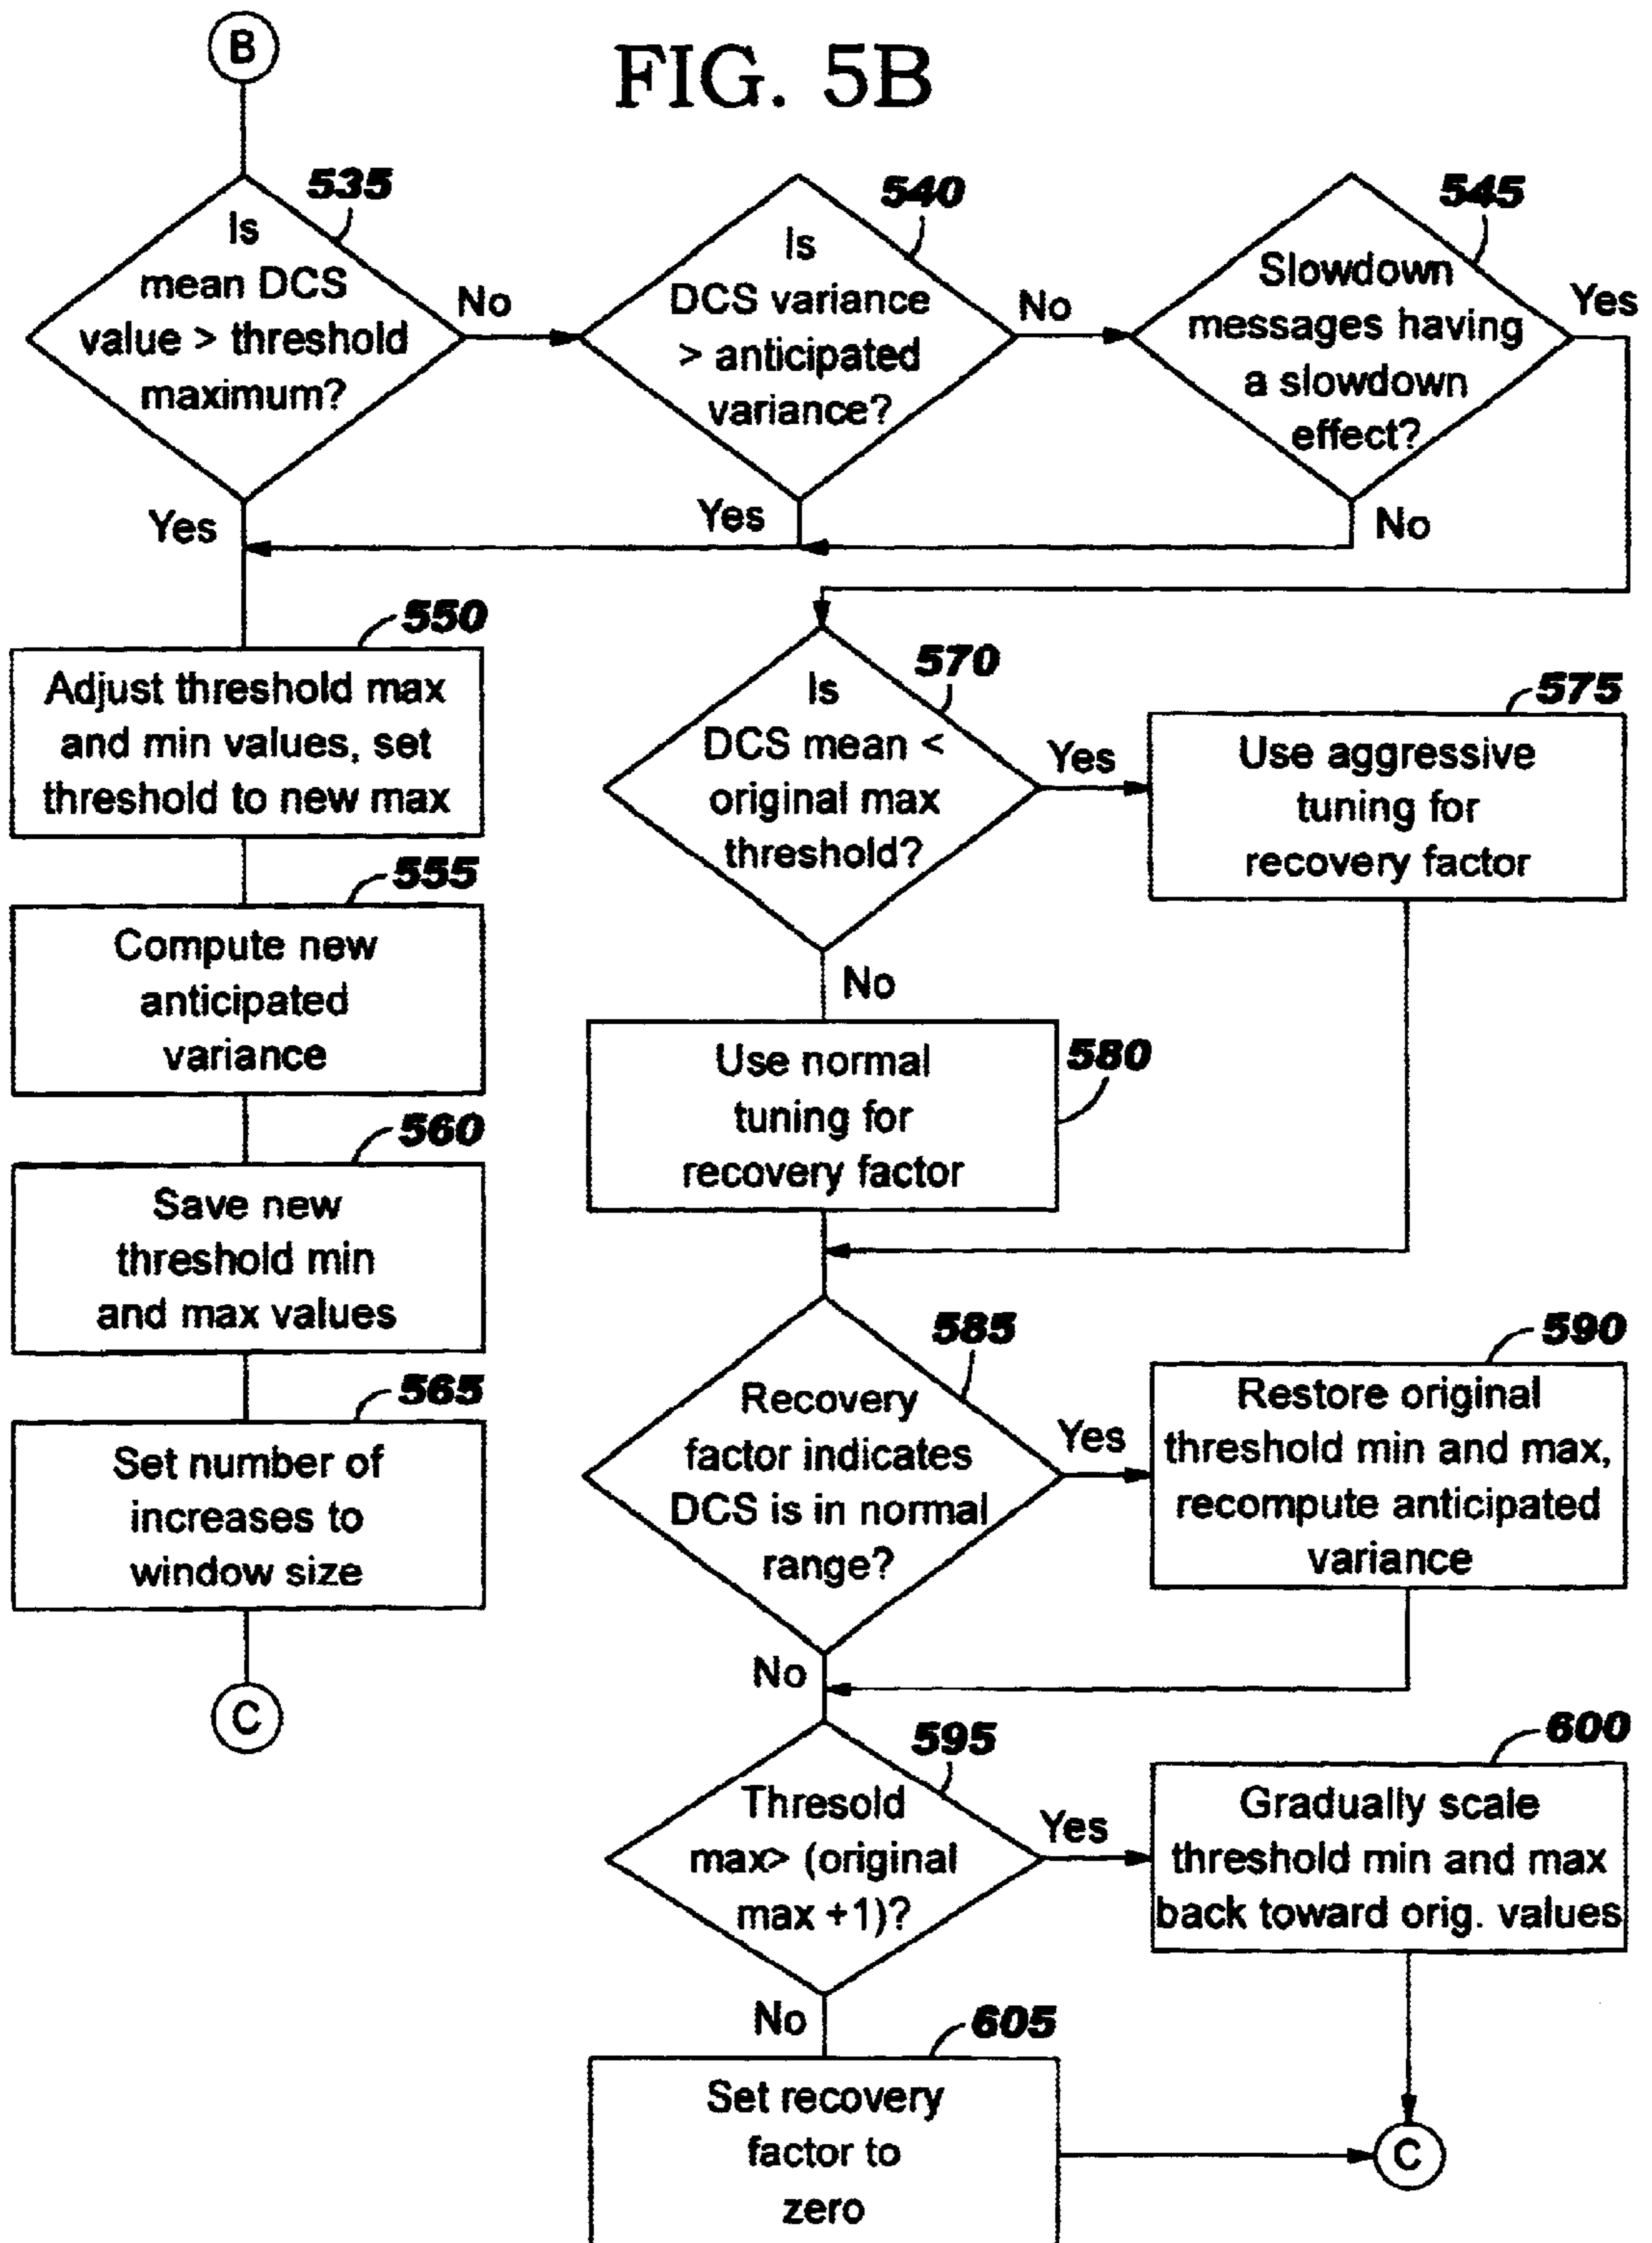 B
FIG. 5B
535
Is
mean DCS
value > threshold
maximum?
No
Yes
540
Is
DCS variance
> anticipated
variance?
No
Yes
545
Slowdown
messages having
a slowdown
effect?
Yes
No
550
Adjust threshold max
and min values, set
threshold to new max
555
Compute new
anticipated
variance
560
Save new
threshold min
and max values
565
Set number of
increases to
window size
C
570
Is
DCS mean <
original max
threshold?
Yes
No
575
Use aggressive
tuning for
recovery factor
580
Use normal
tuning for
recovery factor
585
Recovery
factor indicates
DCS is in normal
range?
Yes
No
590
Restore original
threshold min and max,
recompute anticipated
variance
595
Thresold
max> (original
max +1)?
Yes
No
600
Gradually scale
threshold min and max
back toward orig. values
605
Set recovery
factor to
zero
C